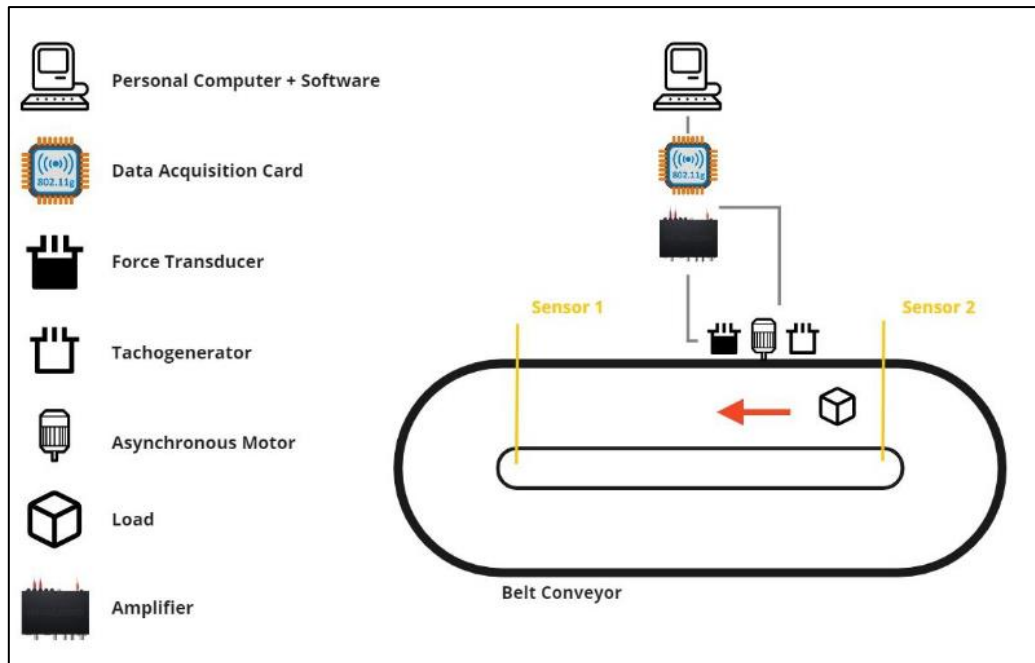 Personal Computer + Software
802.11g
Data Acquisition Card
Force Transducer
Tachogenerator
Asynchronous Motor
Load
Amplifier
802.11g
Sensor 1
Sensor 2
Belt Conveyor